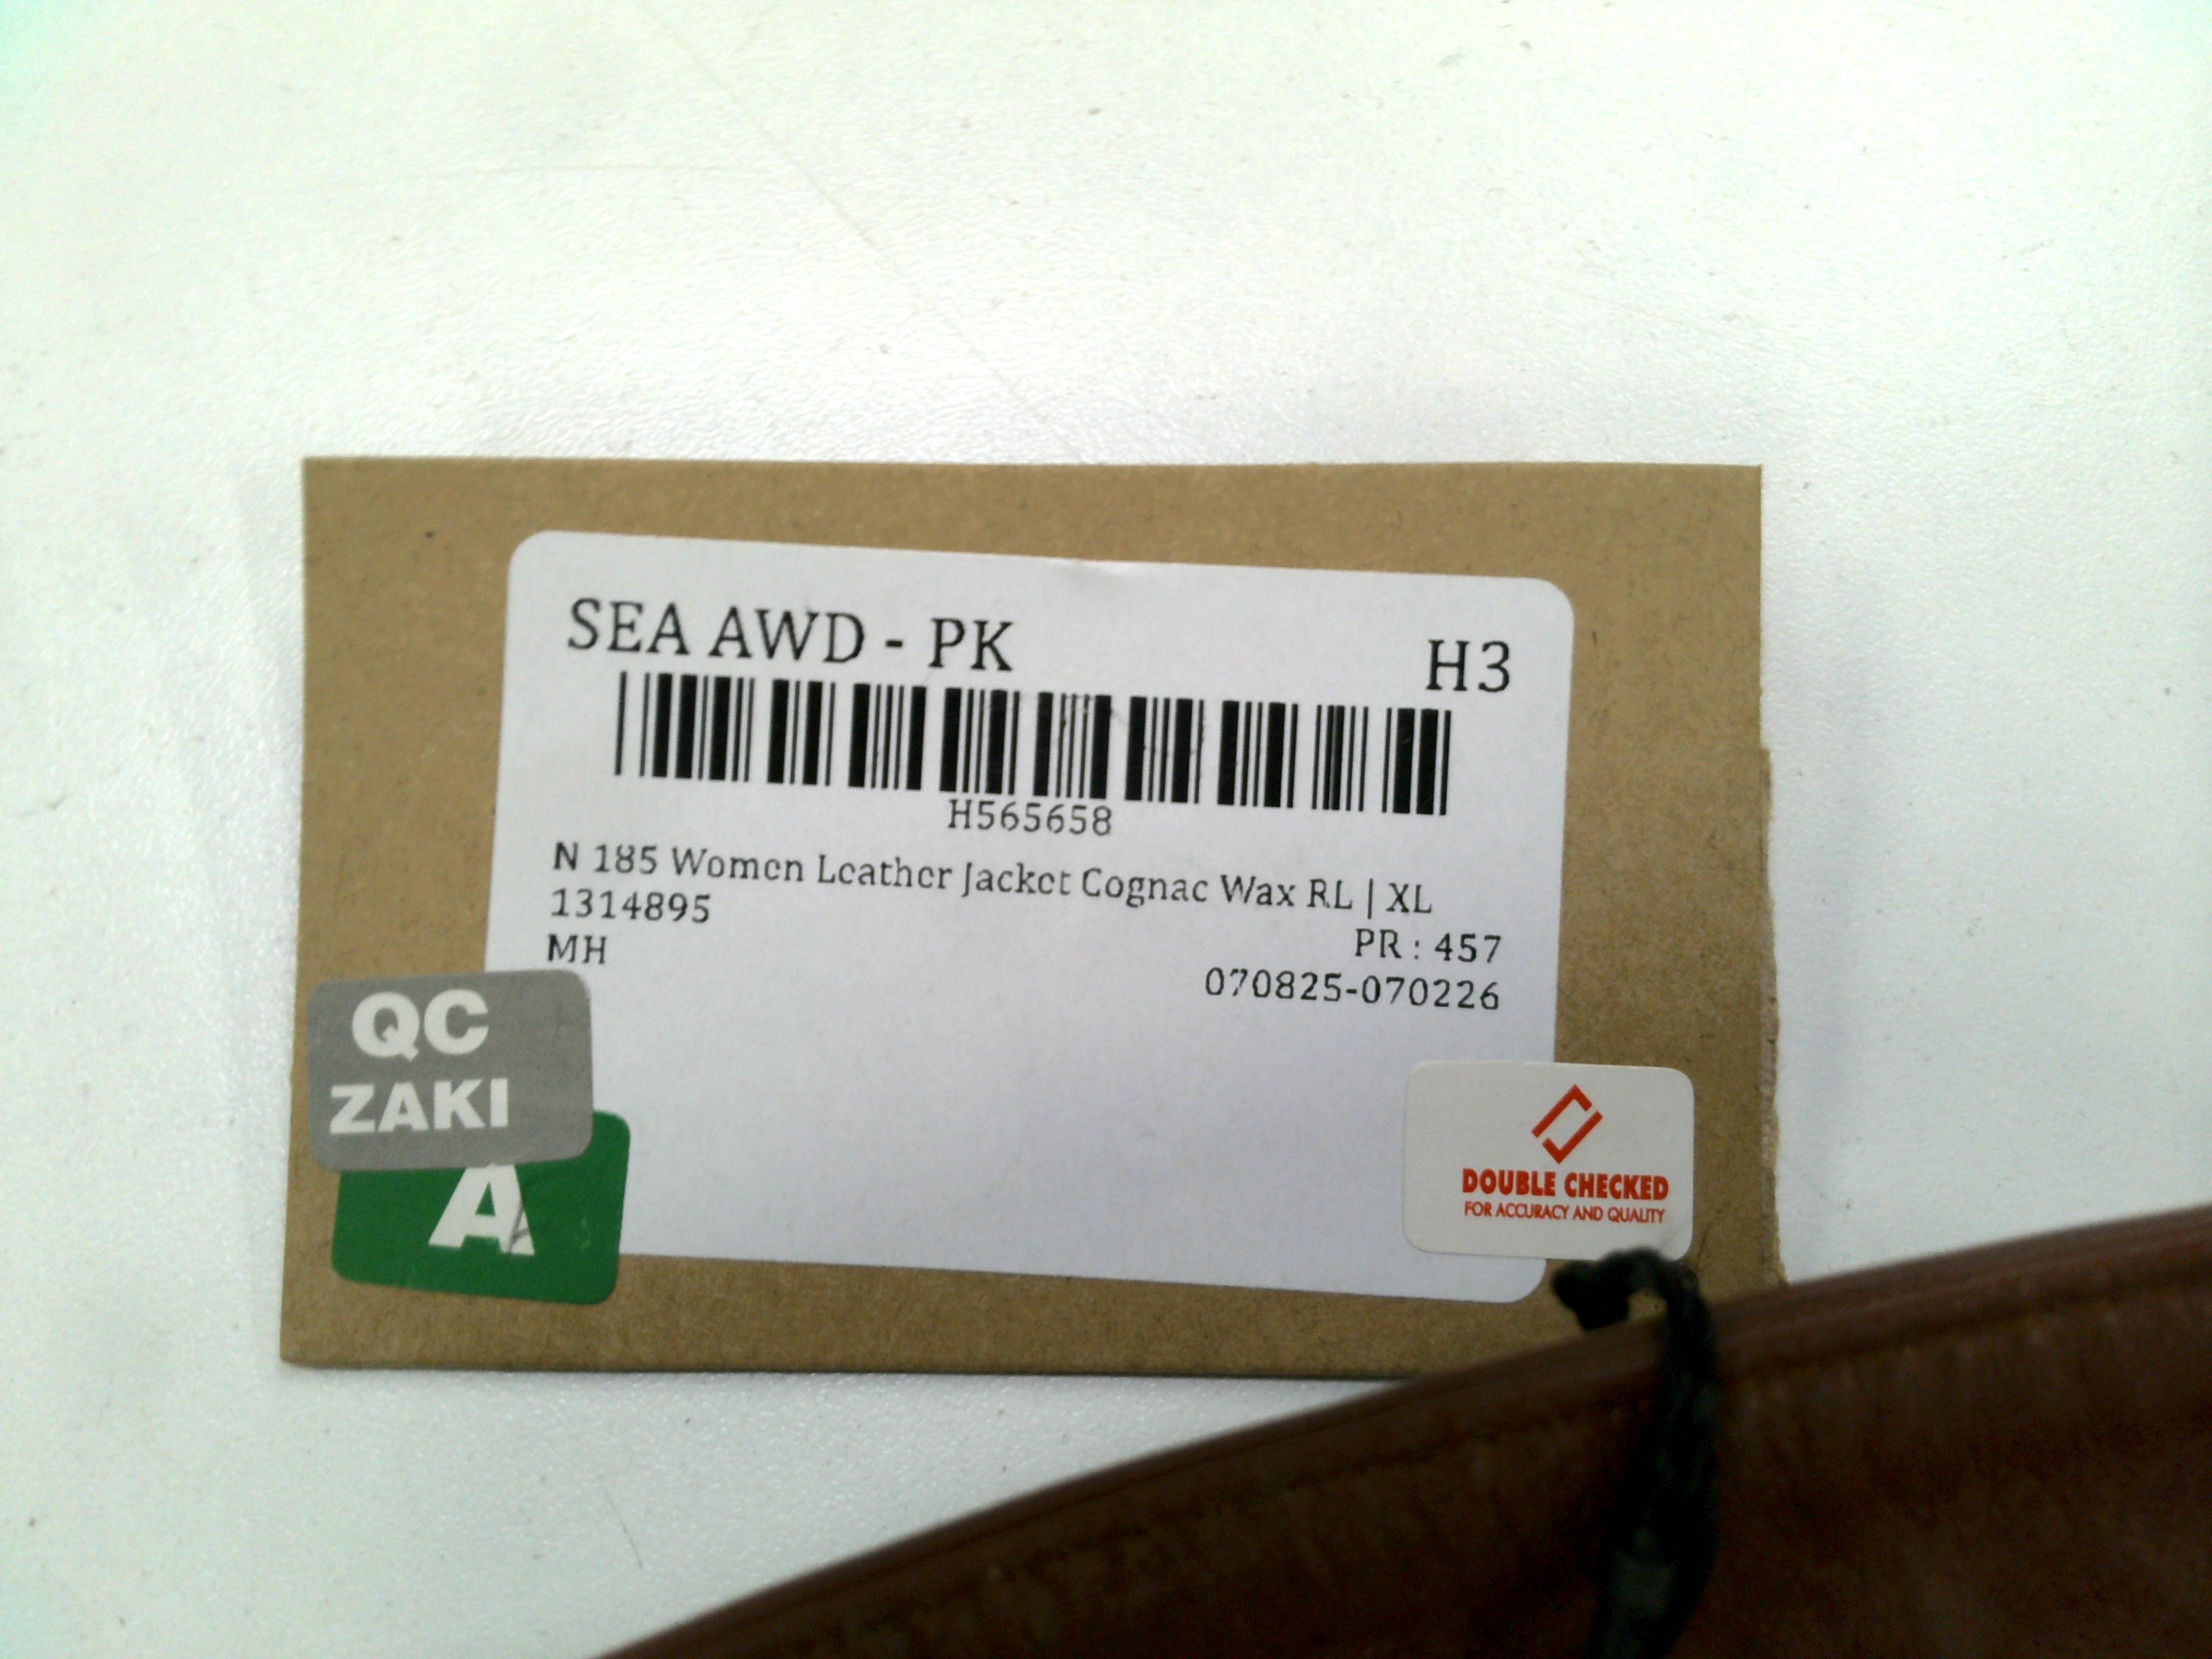 SEA AWD - PK
H3
H565658
N 185 Women Leather Jacket Cognac Wax RL | XL
1314895
PR : 457
MH
070825-070226
QC
ZAKI
A
DOUBLE CHECKED
FOR ACCURACY AND QUALITY